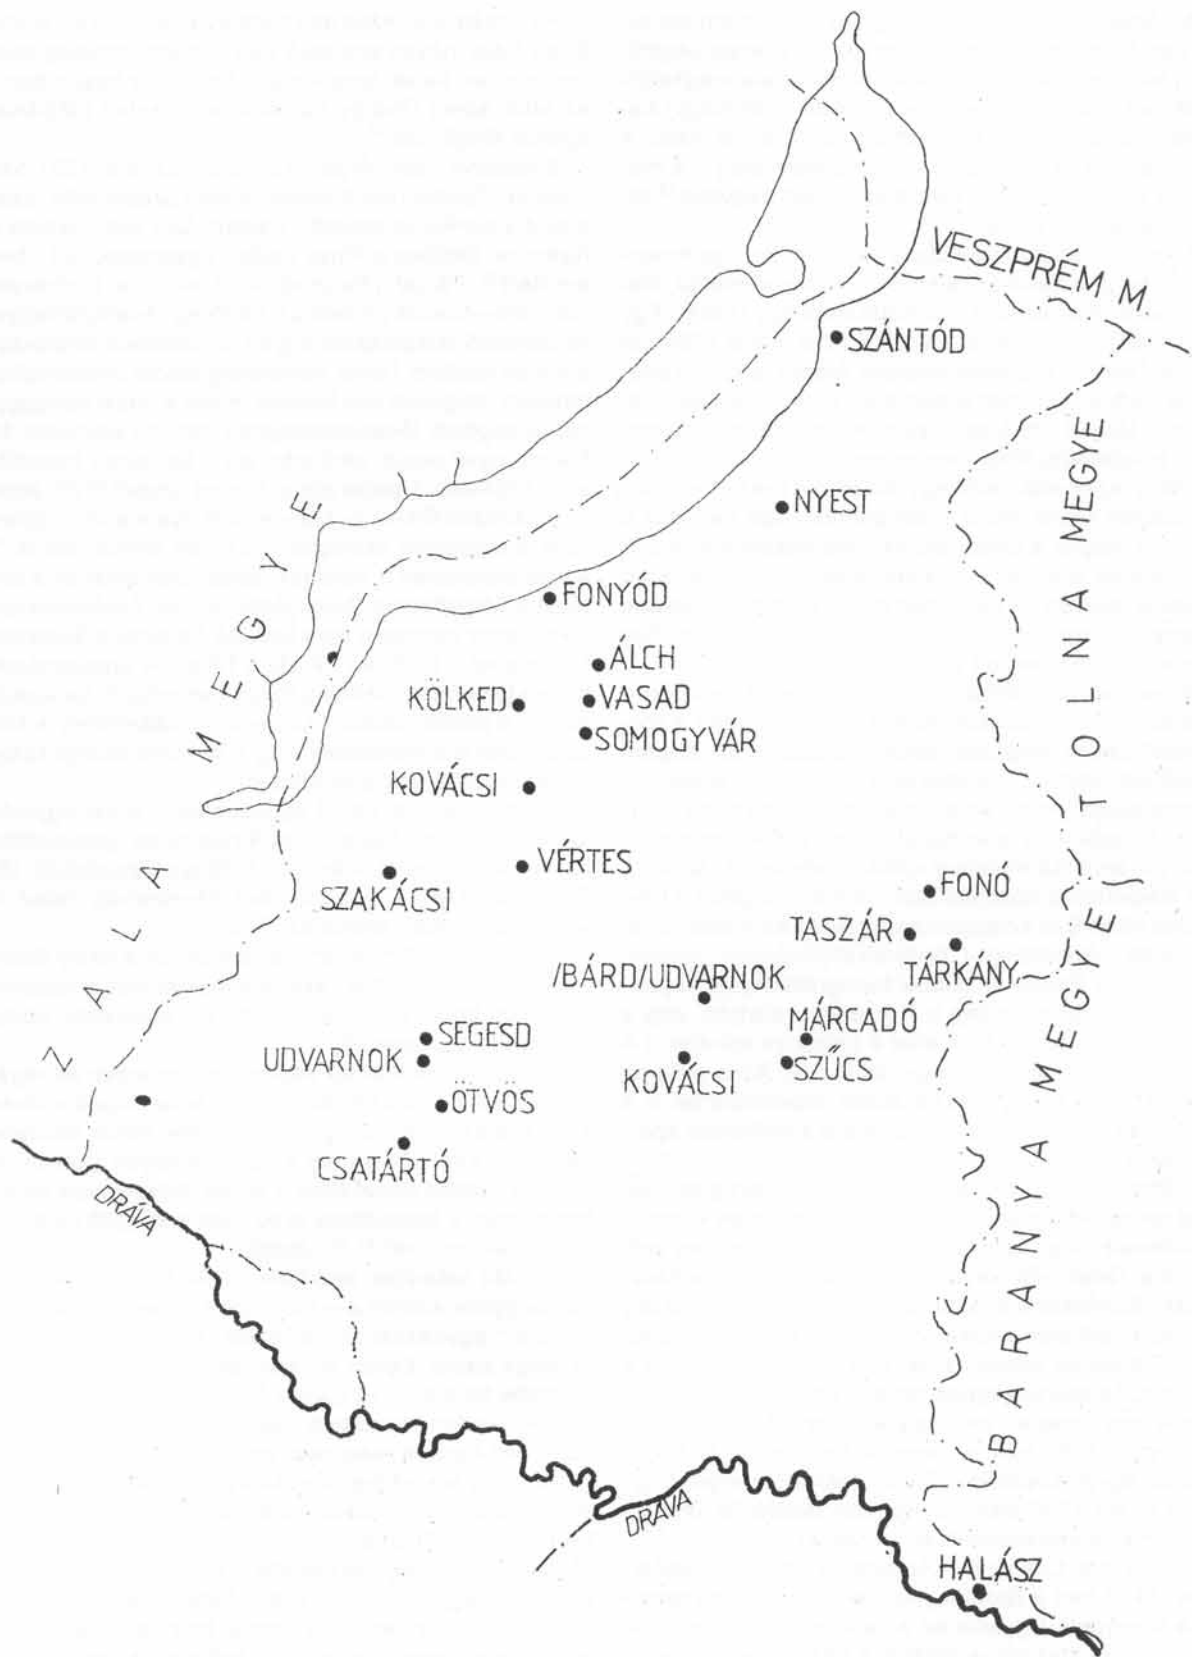 VESZPRÉM M.
SZÁNTÓD
TOLNA MEGYE
NYEST
ZALA MEGYE
FONYÓD
ÁLCH
KÖLKED
VASAD
SOMOGYVÁR
KOVÁCSI
VÉRTES
SZAKÁCSI
FONÓ
TASZÁR
TÁRKÁNY
/BÁRD/UDVARNOK
MÁRCADÓ
SEGESD
UDVARNOK
KOVÁCSI
SZŰCS
ÖTVÖS
CSATÁRTÓ
BARANYA MEGYE
DRÁVA
DRÁVA
HALÁSZ